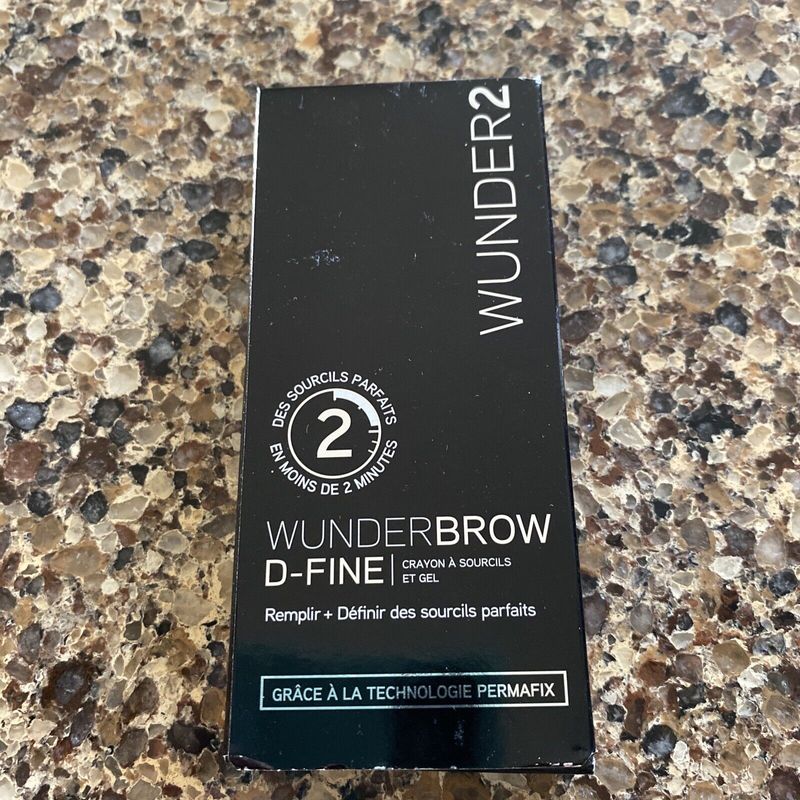 WUNDER2
DES SOURCILS PARFAITS
2
EN MOINS DE 2 MINUTES
WUNDERBROW
D-FINE | CRAYON À SOURCILS
ET GEL
Remplir + Définir des sourcils parfaits
GRÂCE À LA TECHNOLOGIE PERMAFIX